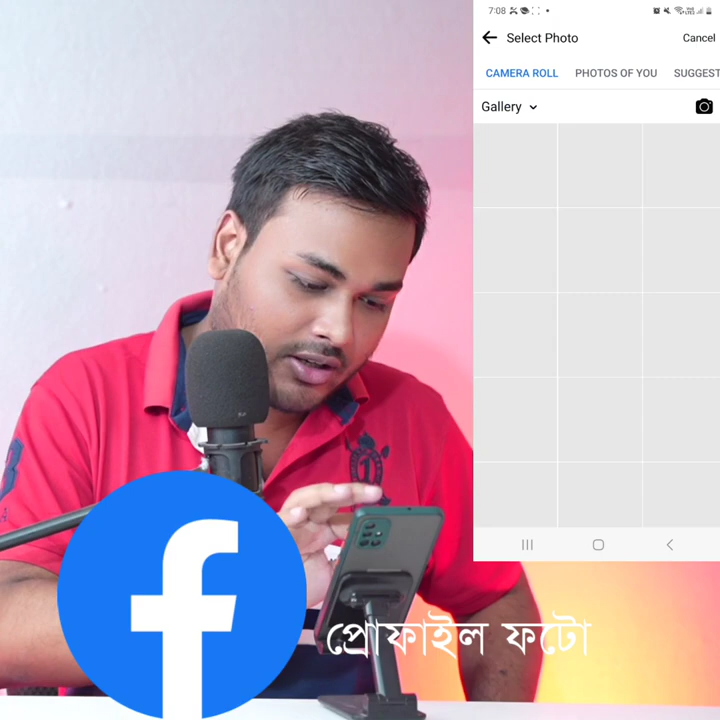 7:08
Select Photo Cancel
CAMERA ROLL PHOTOS OF YOU SUGGEST
Gallery
প্রোফাইল ফটো